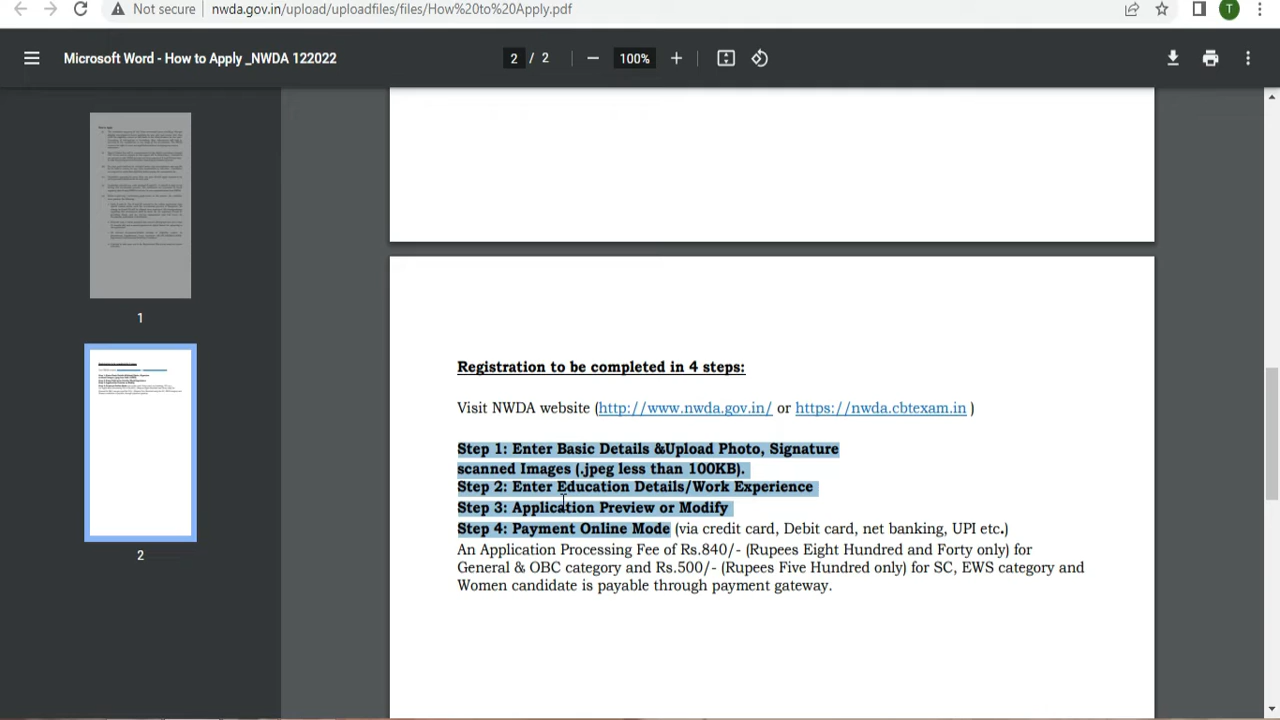 Not secure
nwda.gov.in/upload/uploadfiles/files/How%20to%20Apply.pdf
T
Microsoft Word - How to Apply _NWDA 122022
2 / 2
100%
1
2
Registration to be completed in 4 steps:
Visit NWDA website (http://www.nwda.gov.in/ or https://nwda.cbtexam.in )
Step 1: Enter Basic Details &Upload Photo, Signature
scanned Images (.jpeg less than 100KB).
Step 2: Enter Education Details/Work Experience
Step 3: Application Preview or Modify
Step 4: Payment Online Mode (via credit card, Debit card, net banking, UPI etc.)
An Application Processing Fee of Rs.840/- (Rupees Eight Hundred and Forty only) for
General & OBC category and Rs.500/- (Rupees Five Hundred only) for SC, EWS category and
Women candidate is payable through payment gateway.